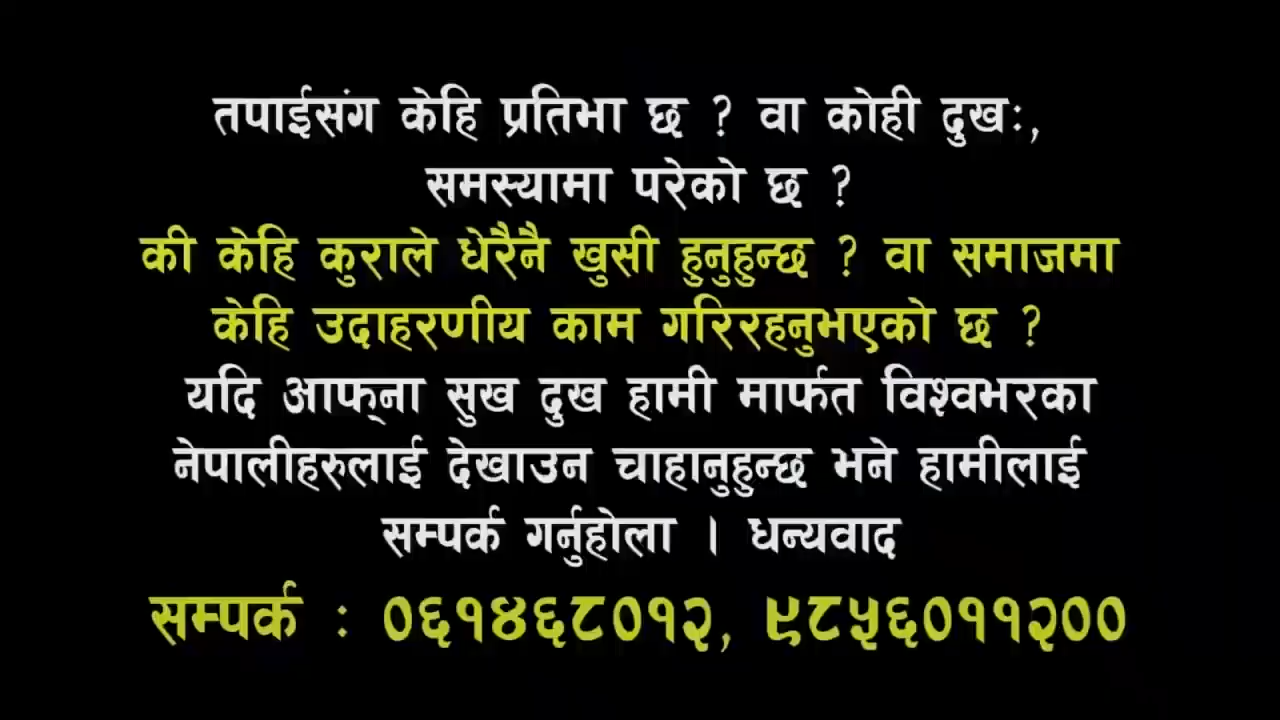 तपाईसंग केहि प्रतिभा छ ? वा कोही दुखः,
समस्यामा परेको छ ?
की केहि कुराले धेरैनै खुसी हुनुहुन्छ ? वा समाजमा
केहि उदाहरणीय काम गरिरहनुभएको छ ?
यदि आफ्‌ना सुख दुख हामी मार्फत विश्वभरका
नेपालीहरुलाई देखाउन चाहानुहुन्छ भने हामीलाई
सम्पर्क गर्नुहोला । धन्यवाद
सम्पर्क : ०६१४६८०१२, ९८५६०११२००